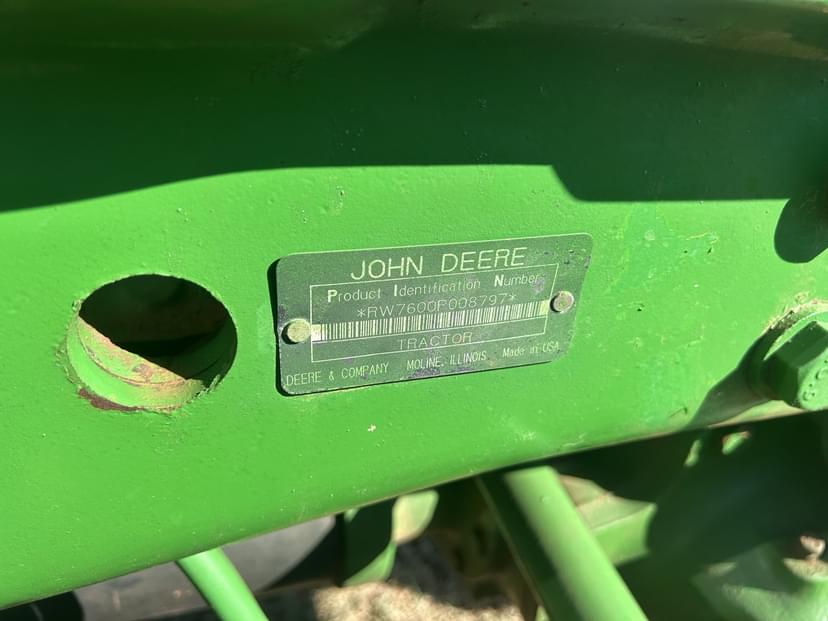 JOHN DEERE
Product Identification Number
*RW7600P008797*
TRACTOR
DEERE & COMPANY MOLINE, ILLINOIS Made in USA